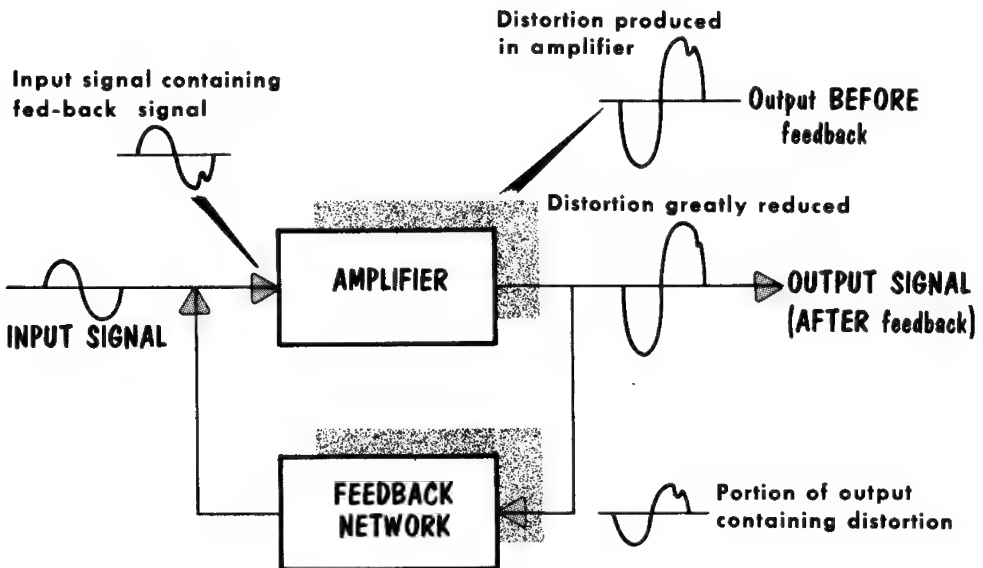 Distortion produced
in amplifier
Input signal containing
fed-back signal
Output BEFORE
feedback
Distortion greatly reduced
AMPLIFIER
OUTPUT SIGNAL
(AFTER feedback)
INPUT SIGNAL
FEEDBACK
NETWORK
Portion of output
containing distortion